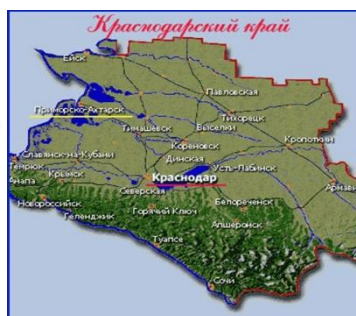 Краснодарский край
Ейск
Павловская
Приморско-Ахтарск
Тихорецк
Тимашевск
Выселки
Кореновск
Кропоткин
Славянск-на-Кубани
Динская
Темрюк
Усть-Лабинск
Анапа
Крымск
Краснодар
Армавир
Северская
Новороссийск
Белореченск
Геленджик
Горячий Ключ
Апшеронск
Туапсе
Сочи